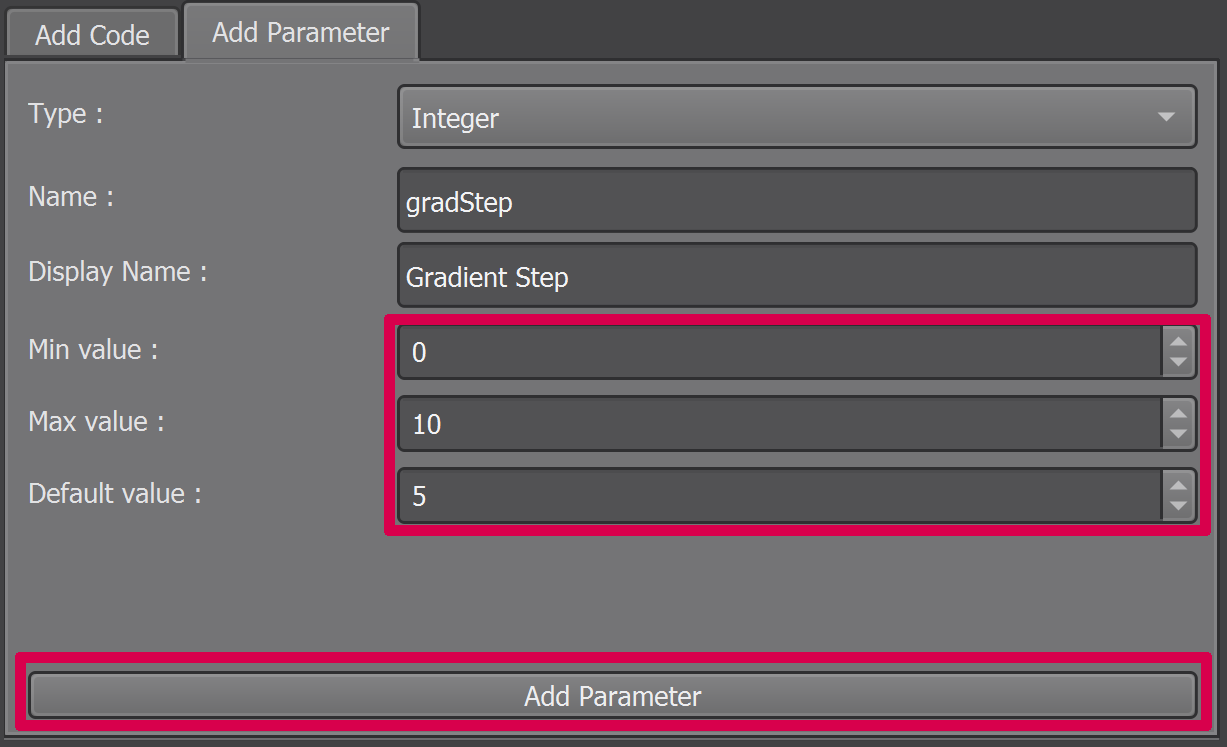 Add Code
Add Parameter
Type :
Integer
Name :
gradStep
Display Name :
Gradient Step
Min value :
0
Max value :
10
Default value :
5
Add Parameter